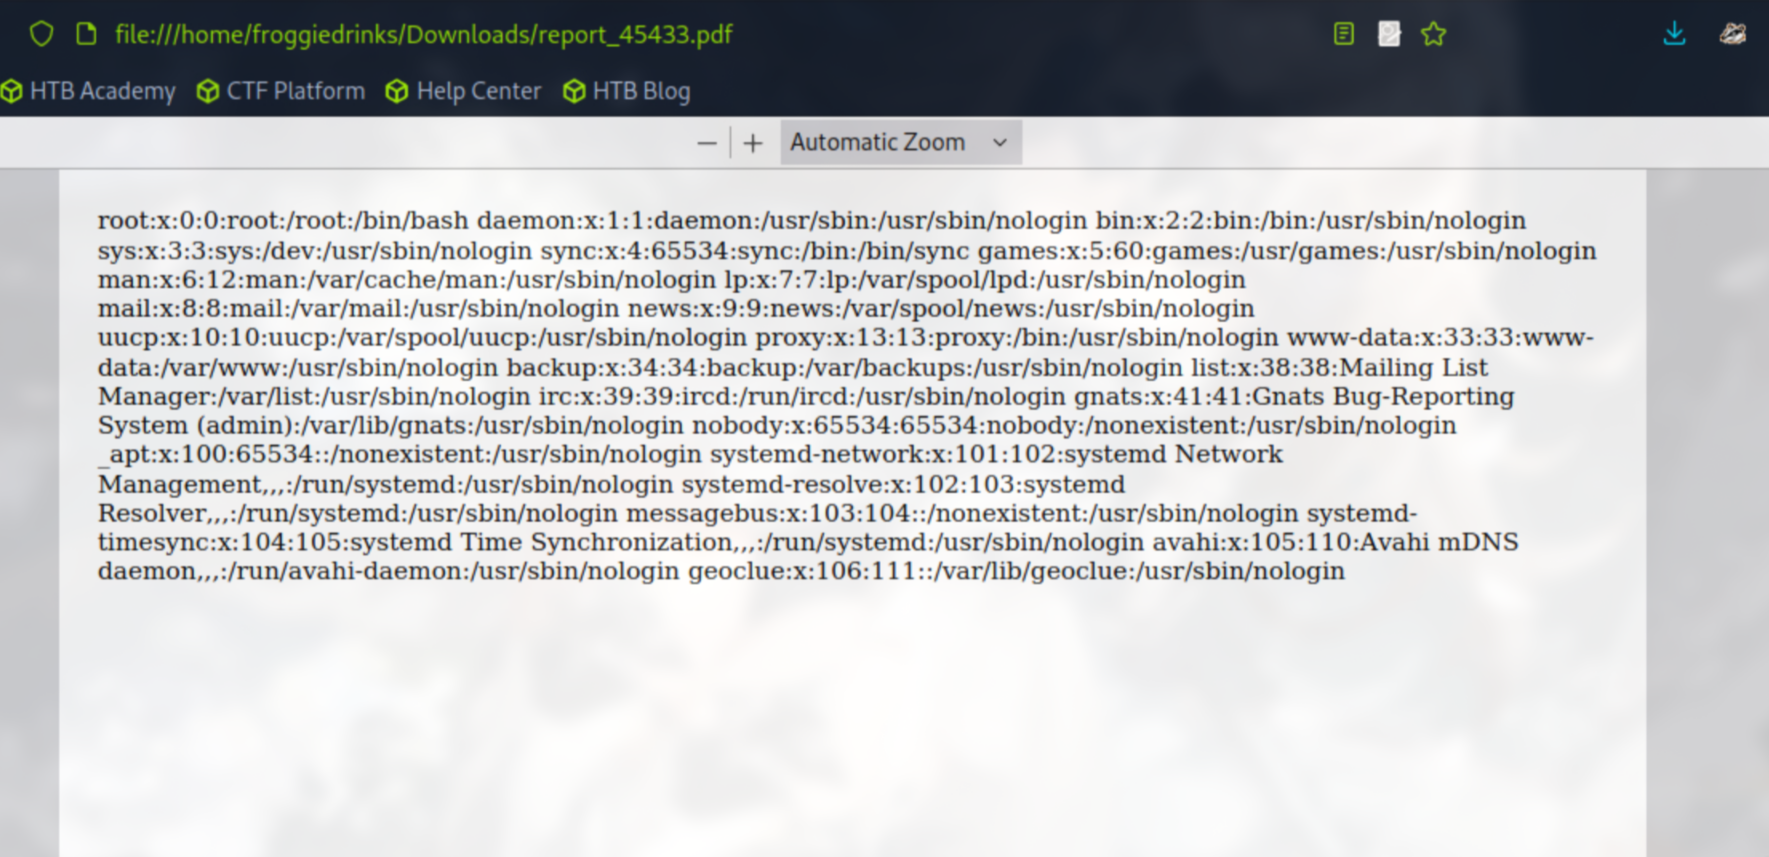 file:///home/froggiedrinks/Downloads/report_45433.pdf
HTB Academy CTF Platform Help Center HTB Blog
Automatic Zoom
root:x:0:0:root:/root:/bin/bash daemon:x:1:1:daemon:/usr/sbin:/usr/sbin/nologin bin:x:2:2:bin:/bin:/usr/sbin/nologin
sys:x:3:3:sys:/dev:/usr/sbin/nologin sync:x:4:65534:sync:/bin:/bin/sync games:x:5:60:games:/usr/games:/usr/sbin/nologin
man:x:6:12:man:/var/cache/man:/usr/sbin/nologin lp:x:7:7:lp:/var/spool/lpd:/usr/sbin/nologin
mail:x:8:8:mail:/var/mail:/usr/sbin/nologin news:x:9:9:news:/var/spool/news:/usr/sbin/nologin
uucp:x:10:10:uucp:/var/spool/uucp:/usr/sbin/nologin proxy:x:13:13:proxy:/bin:/usr/sbin/nologin www-data:x:33:33:www-
data:/var/www:/usr/sbin/nologin backup:x:34:34:backup:/var/backups:/usr/sbin/nologin list:x:38:38:Mailing List
Manager:/var/list:/usr/sbin/nologin irc:x:39:39:ircd:/run/ircd:/usr/sbin/nologin gnats:x:41:41:Gnats Bug-Reporting
System (admin):/var/lib/gnats:/usr/sbin/nologin nobody:x:65534:65534:nobody:/nonexistent:/usr/sbin/nologin
_apt:x:100:65534::/nonexistent:/usr/sbin/nologin systemd-network:x:101:102:systemd Network
Management,,,:/run/systemd:/usr/sbin/nologin systemd-resolve:x:102:103:systemd
Resolver,,,:/run/systemd:/usr/sbin/nologin messagebus:x:103:104::/nonexistent:/usr/sbin/nologin systemd-
timesync:x:104:105:systemd Time Synchronization,,,:/run/systemd:/usr/sbin/nologin avahi:x:105:110:Avahi mDNS
daemon,,,:/run/avahi-daemon:/usr/sbin/nologin geoclue:x:106:111::/var/lib/geoclue:/usr/sbin/nologin